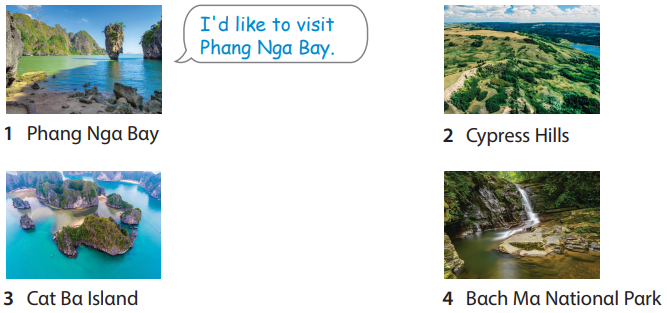 I'd like to visit
Phang Nga Bay.
1 Phang Nga Bay
2 Cypress Hills
3 Cat Ba Island
4 Bach Ma National Park